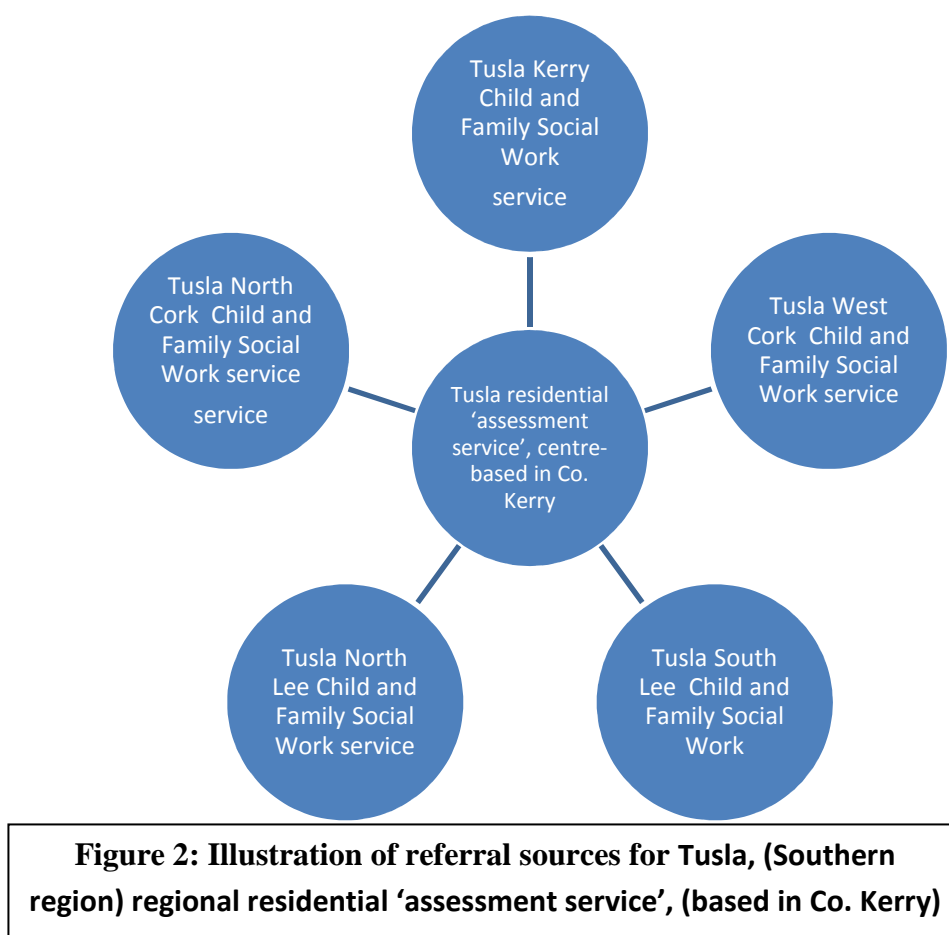 Tusla Kerry
Child and
Family Social
Work
service
Tusla North
Cork Child and
Family Social
Work service
service
Tusla West
Cork Child and
Family Social
Work service
Tusla residential
‘assessment
service’, centre-
based in Co.
Kerry
Tusla North
Lee Child and
Family Social
Work service
Tusla South
Lee Child and
Family Social
Work
Figure 2: Illustration of referral sources for Tusla, (Southern
region) regional residential ‘assessment service’, (based in Co. Kerry)